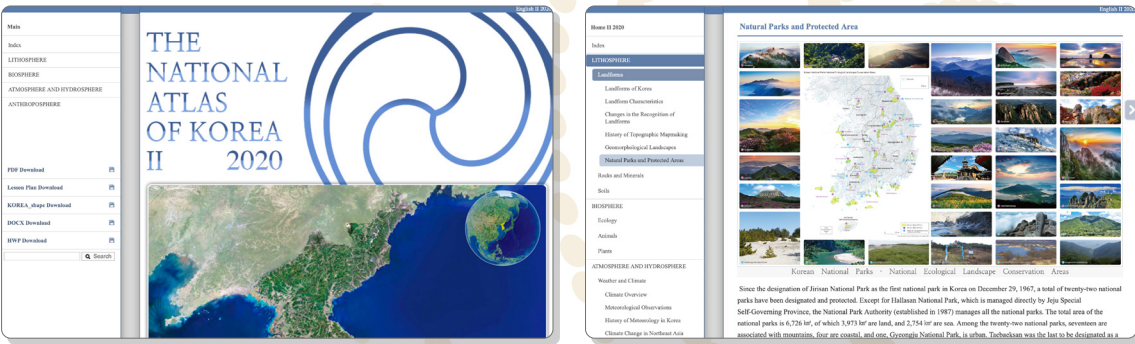 English II 2020
Main
Index
LITHOSPHERE
BIOSPHERE
ATMOSPHERE AND HYDROSPHERE
ANTHROPOSPHERE
PDF Download
Lesson Plan Download
KOREA_shape Download
DOCX Download
HWP Download
Search
THE
NATIONAL
ATLAS
OF KOREA
II 2020
English II 2020
Home II 2020
Index
LITHOSPHERE
Landforms
Landforms of Korea
Landform Characteristics
Changes in the Recognition of
Landforms
History of Topographic Mapmaking
Geomorphological Landscapes
Natural Parks and Protected Areas
Rocks and Minerals
Soils
BIOSPHERE
Ecology
Animals
Plants
ATMOSPHERE AND HYDROSPHERE
Weather and Climate
Climate Overview
Meteorological Observations
History of Meteorology in Korea
Climate Change in Northeast Asia
Natural Parks and Protected Area
Korean National Parks · National Ecological Landscape Conservation Areas
Since the designation of Jirisan National Park as the first national park in Korea on December 29, 1967, a total of twenty-two national
parks have been designated and protected. Except for Hallasan National Park, which is managed directly by Jeju Special
Self-Governing Province, the National Park Authority (established in 1987) manages all the national parks. The total area of the
national parks is 6,726 km², of which 3,973 km² are land, and 2,754 km² are sea. Among the twenty-two national parks, seventeen are
associated with mountains, four are coastal, and one, Gyeongju National Park, is urban. Taebaeksan was the last to be designated as a